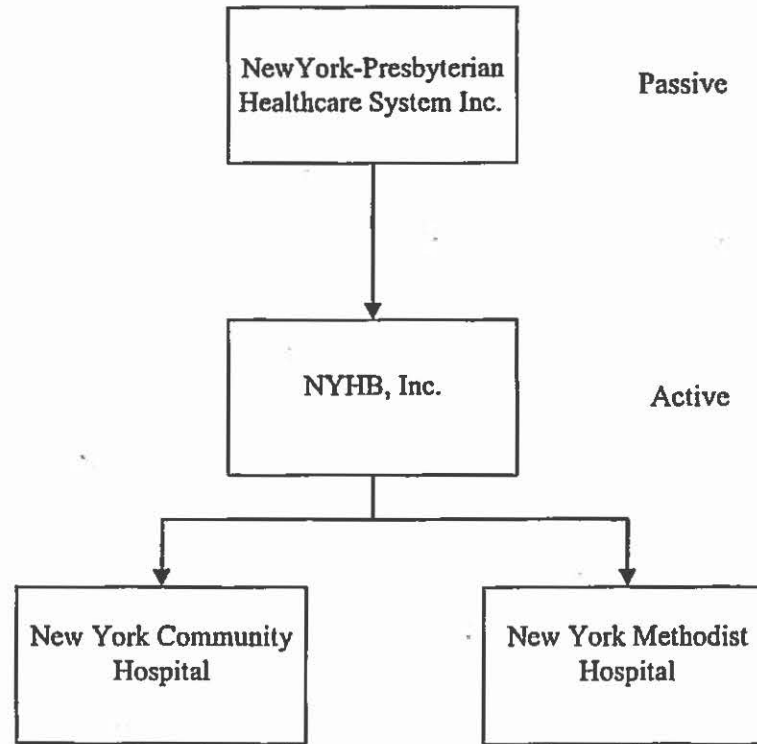 NewYork-Presbyterian
Healthcare System Inc.
Passive
NYHB, Inc.
Active
New York Community
Hospital
New York Methodist
Hospital